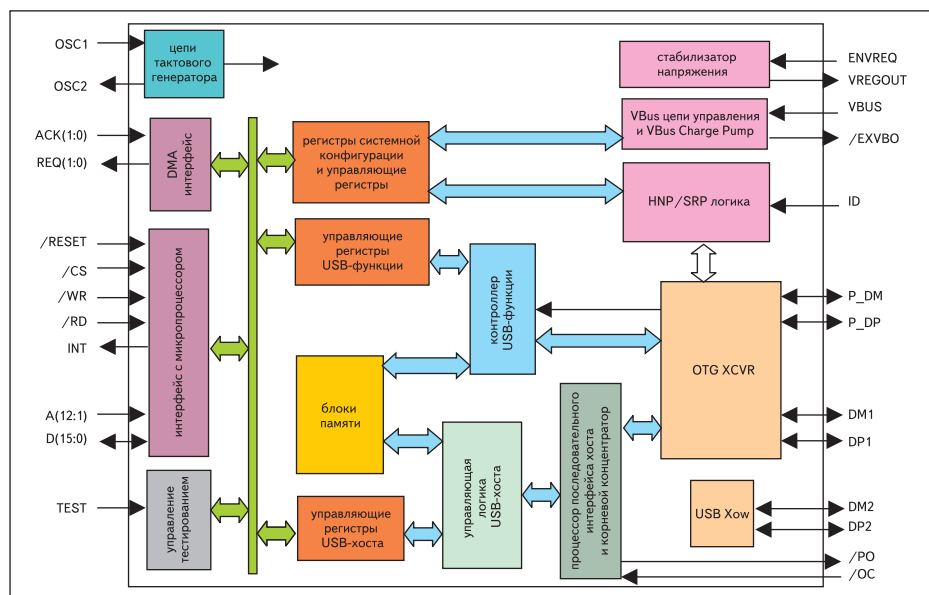 OSC1
OSC2
цепи
тактового
генератора
стабилизатор
напряжения
ENVREQ
VREGOUT
ACK(1:0)
REQ(1:0)
DMA
интерфейс
регистры системной
конфигурации
и управляющие
регистры
VBus цепи управления
и VBus Charge Pump
VBUS
/EXVBO
HNP/SRP логика
ID
/RESET
/CS
/WR
/RD
INT
A(12:1)
D(15:0)
интерфейс с микропроцессором
управляющие
регистры
USB-функции
контроллер
USB-функции
OTG XCVR
P_DM
P_DP
DM1
DP1
блоки
памяти
управляющая
логика
USB-хоста
процессор последовательного
интерфейса хоста
и корневой концентратор
TEST
управление
тестированием
управляющие
регистры
USB-хоста
USB Xow
DM2
DP2
/PO
/OC